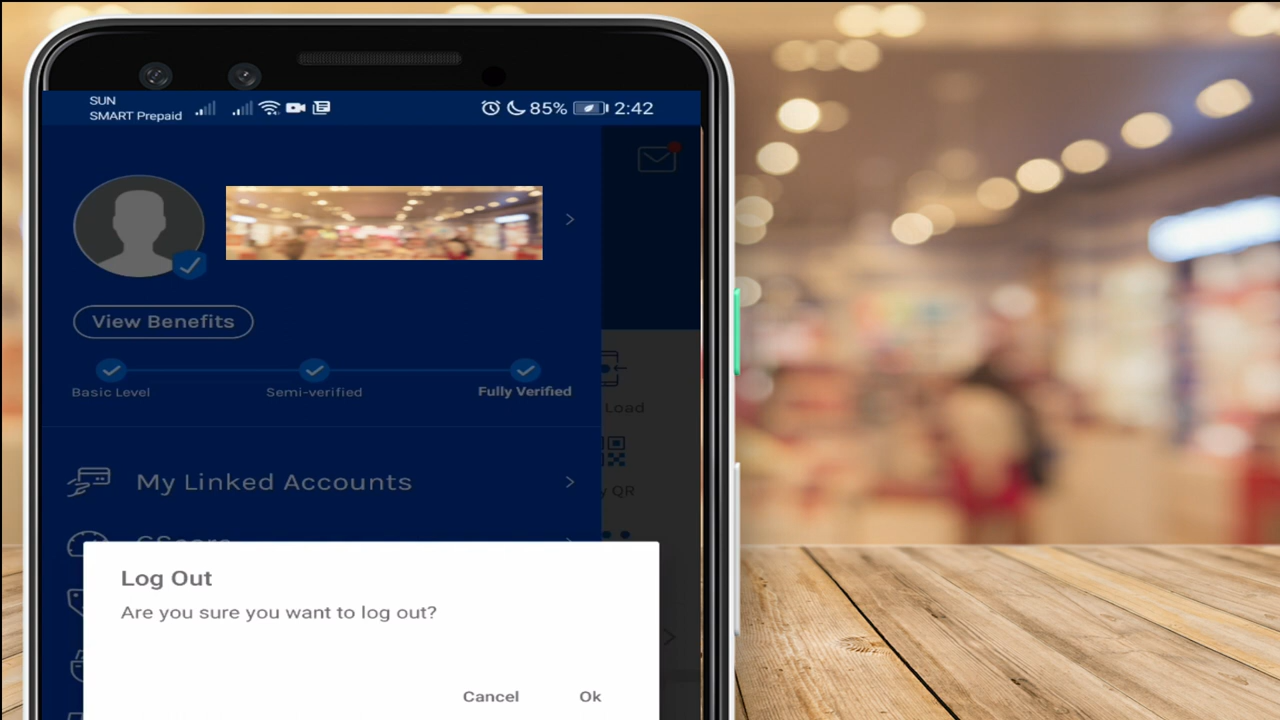 SUN
SMART Prepaid
85% 2:42
View Benefits
Basic Level
Semi-verified
Fully Verified
Load
My Linked Accounts
y QR
GScore
Log Out
Are you sure you want to log out?
Cancel
Ok